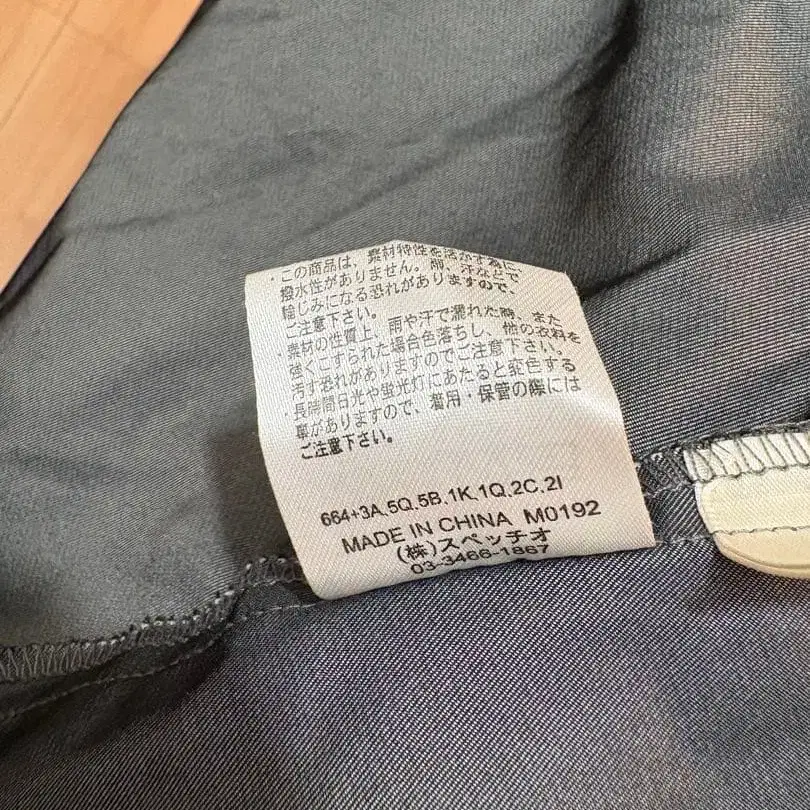 ・この商品は、素材特性を活かす為に、
撥水性がありません。雨、汗などで
輪じみになる恐れがありますので、
ご注意下さい。
・素材の性質上、雨や汗で濡れた時、また
強くこすられた場合色落ちし、他の衣料を
汚す恐れがありますのでご注意下さい。
・長時間日光や蛍光灯にあたると変色する
事がありますので、着用・保管の際には
ご注意下さい。
664+3A.5Q.5B.1K.1Q.2C.2I
MADE IN CHINA M0192
(株)スペッチオ
03-3466-1867